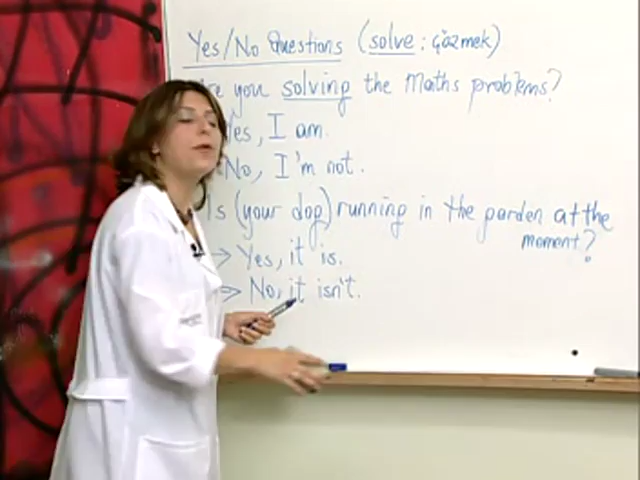 Yes/No Questions (solve : çözmek)
re you solving the Maths problems?
Yes, I am.
No, I'm not.
Is (your dog) running in the garden at the
moment?
→ Yes, it is.
→ No, it isn't.